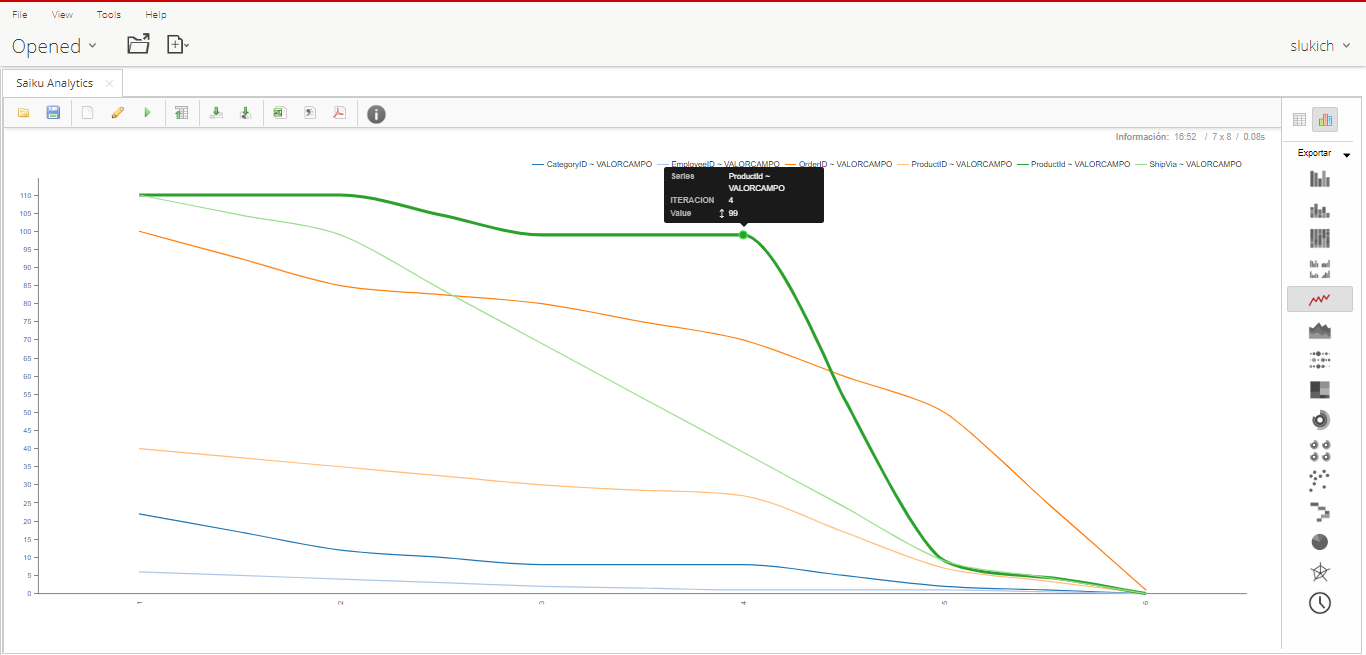 File View Tools Help
Opened
slukich
Saiku Analytics
Información: 16:52 / 7 x 8 / 0.08s
Exportar
CategoryID ~ VALORCAMPO EmployeeID ~ VALORCAMPO OrderID ~ VALORCAMPO ProductID ~ VALORCAMPO ProductId ~ VALORCAMPO ShipVia ~ VALORCAMPO
Series ProductId ~
VALORCAMPO
ITERACION 4
Value 99
110
105
100
95
90
85
80
75
70
65
60
55
50
45
40
35
30
25
20
15
10
5
0
1 2 3 4 5 6